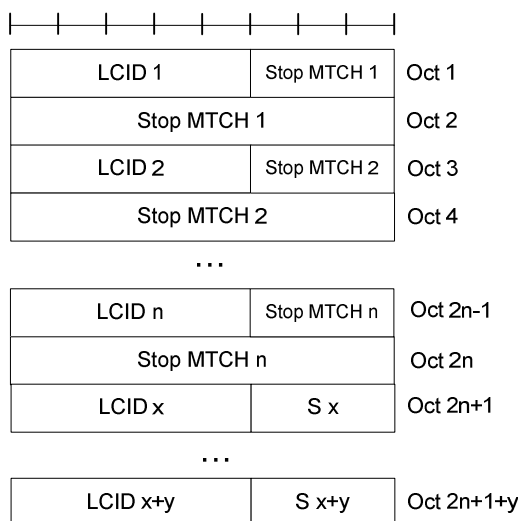 LCID 1 Stop MTCH 1 Oct 1
Stop MTCH 1 Oct 2
LCID 2 Stop MTCH 2 Oct 3
Stop MTCH 2 Oct 4
...
LCID n Stop MTCH n Oct 2n-1
Stop MTCH n Oct 2n
LCID x S x Oct 2n+1
...
LCID x+y S x+y Oct 2n+1+y